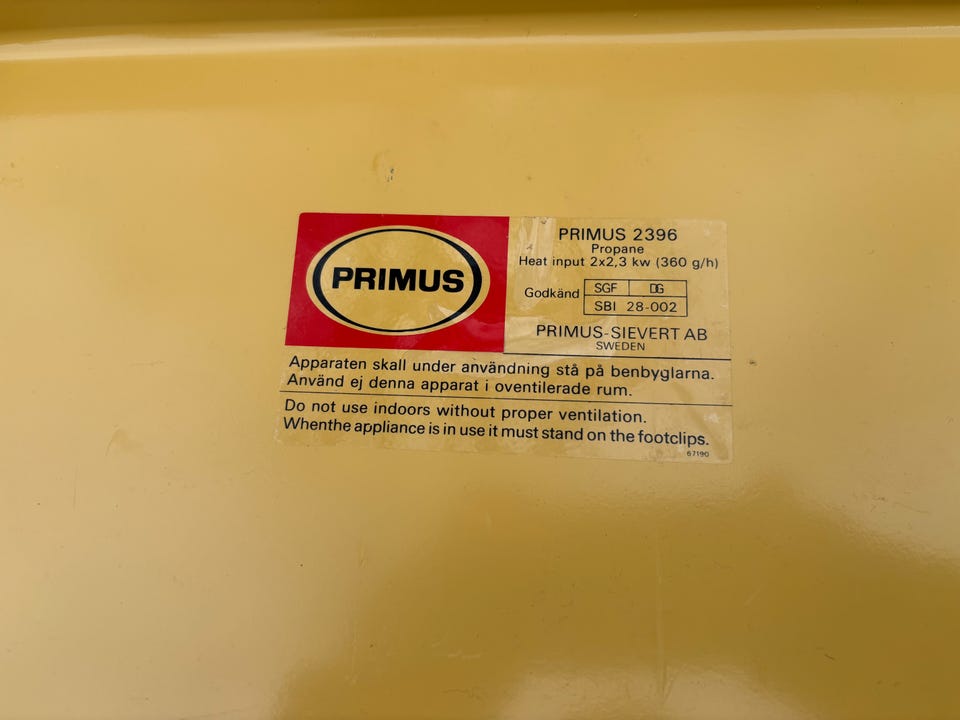 PRIMUS
PRIMUS 2396
Propane
Heat input 2x2,3 kw (360 g/h)
Godkänd SGF DG
SBI 28-002
PRIMUS-SIEVERT AB
SWEDEN
Apparaten skall under användning stå på benbyglarna.
Använd ej denna apparat i oventilerade rum.
Do not use indoors without proper ventilation.
Whenthe appliance is in use it must stand on the footclips.
67190